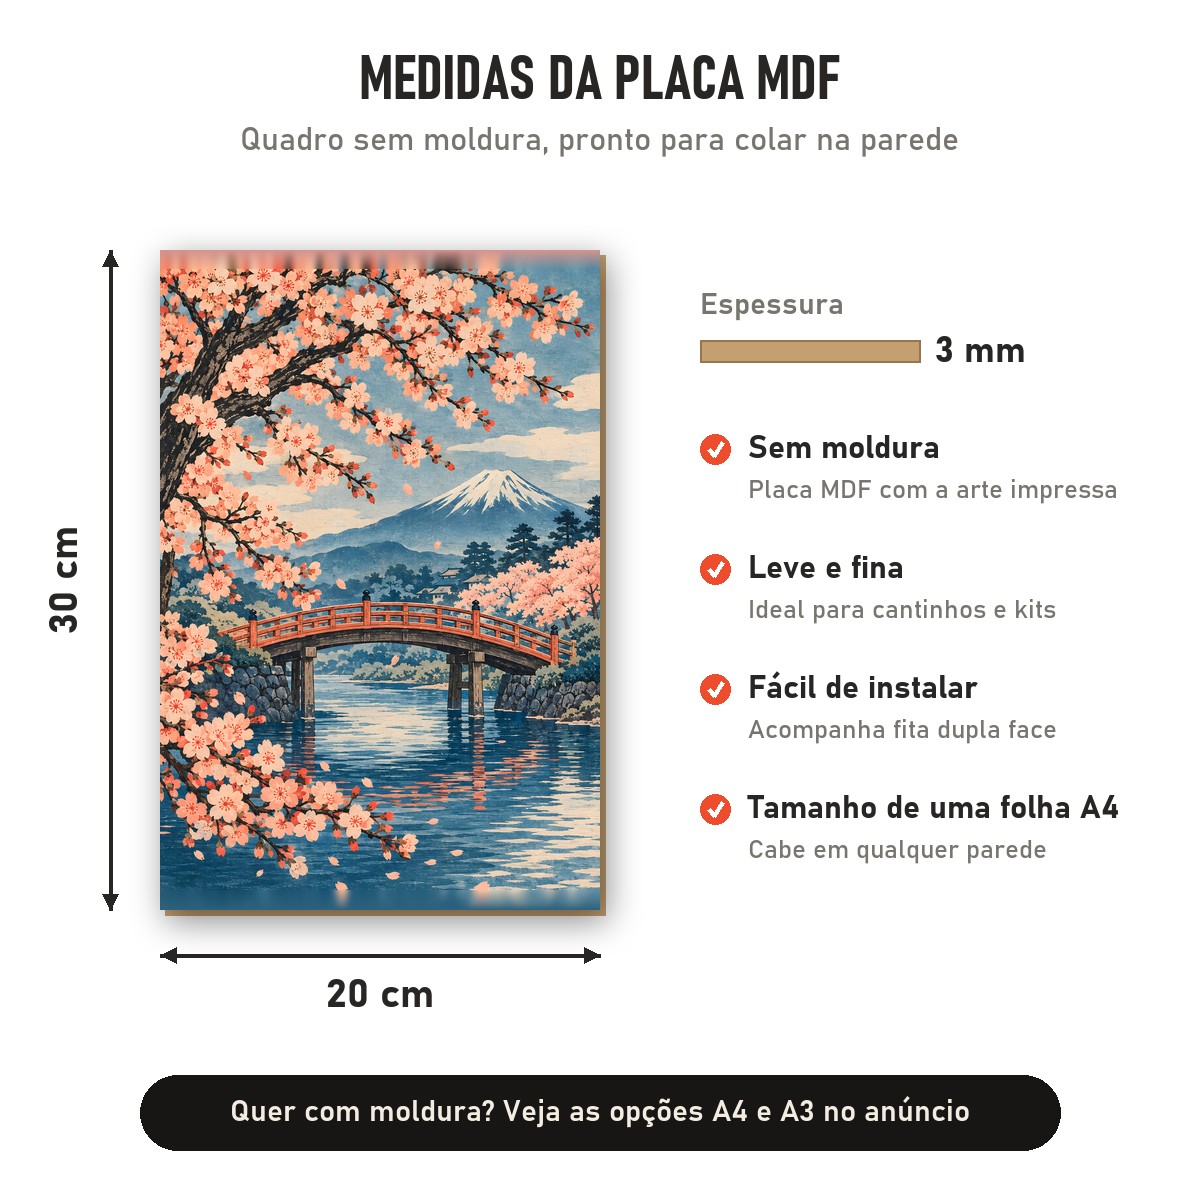 MEDIDAS DA PLACA MDF
Quadro sem moldura, pronto para colar na parede
Espessura
3 mm
Sem moldura
Placa MDF com a arte impressa
Leve e fina
Ideal para cantinhos e kits
30 cm
Fácil de instalar
Acompanha fita dupla face
Tamanho de uma folha A4
Cabe em qualquer parede
20 cm
Quer com moldura? Veja as opções A4 e A3 no anúncio